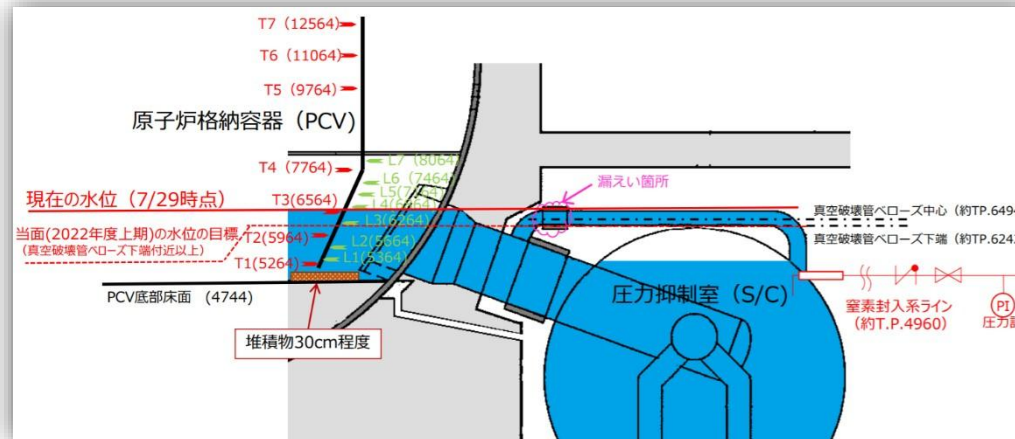 T7（12564）
T6（11064）
T5（9764）
原子炉格納容器（PCV）
T4（7764）
L7（8064）
L6（7464）
現在の水位（7/29時点）
T3(6564)
漏えい箇所
真空破壊管ベローズ中心（約TP.6494
当面(2022年度上期)の水位の目標
(真空破壊管ベローズ下端付近以上)
T2(5964)
L3(6264)
L2(5664)
真空破壊管ベローズ下端（約TP.624
T1(5264)
L1(5364)
PCV底部床面 (4744)
圧力抑制室（S/C）
窒素封入系ライン
（約T.P.4960）
PI
圧力
堆積物30cm程度